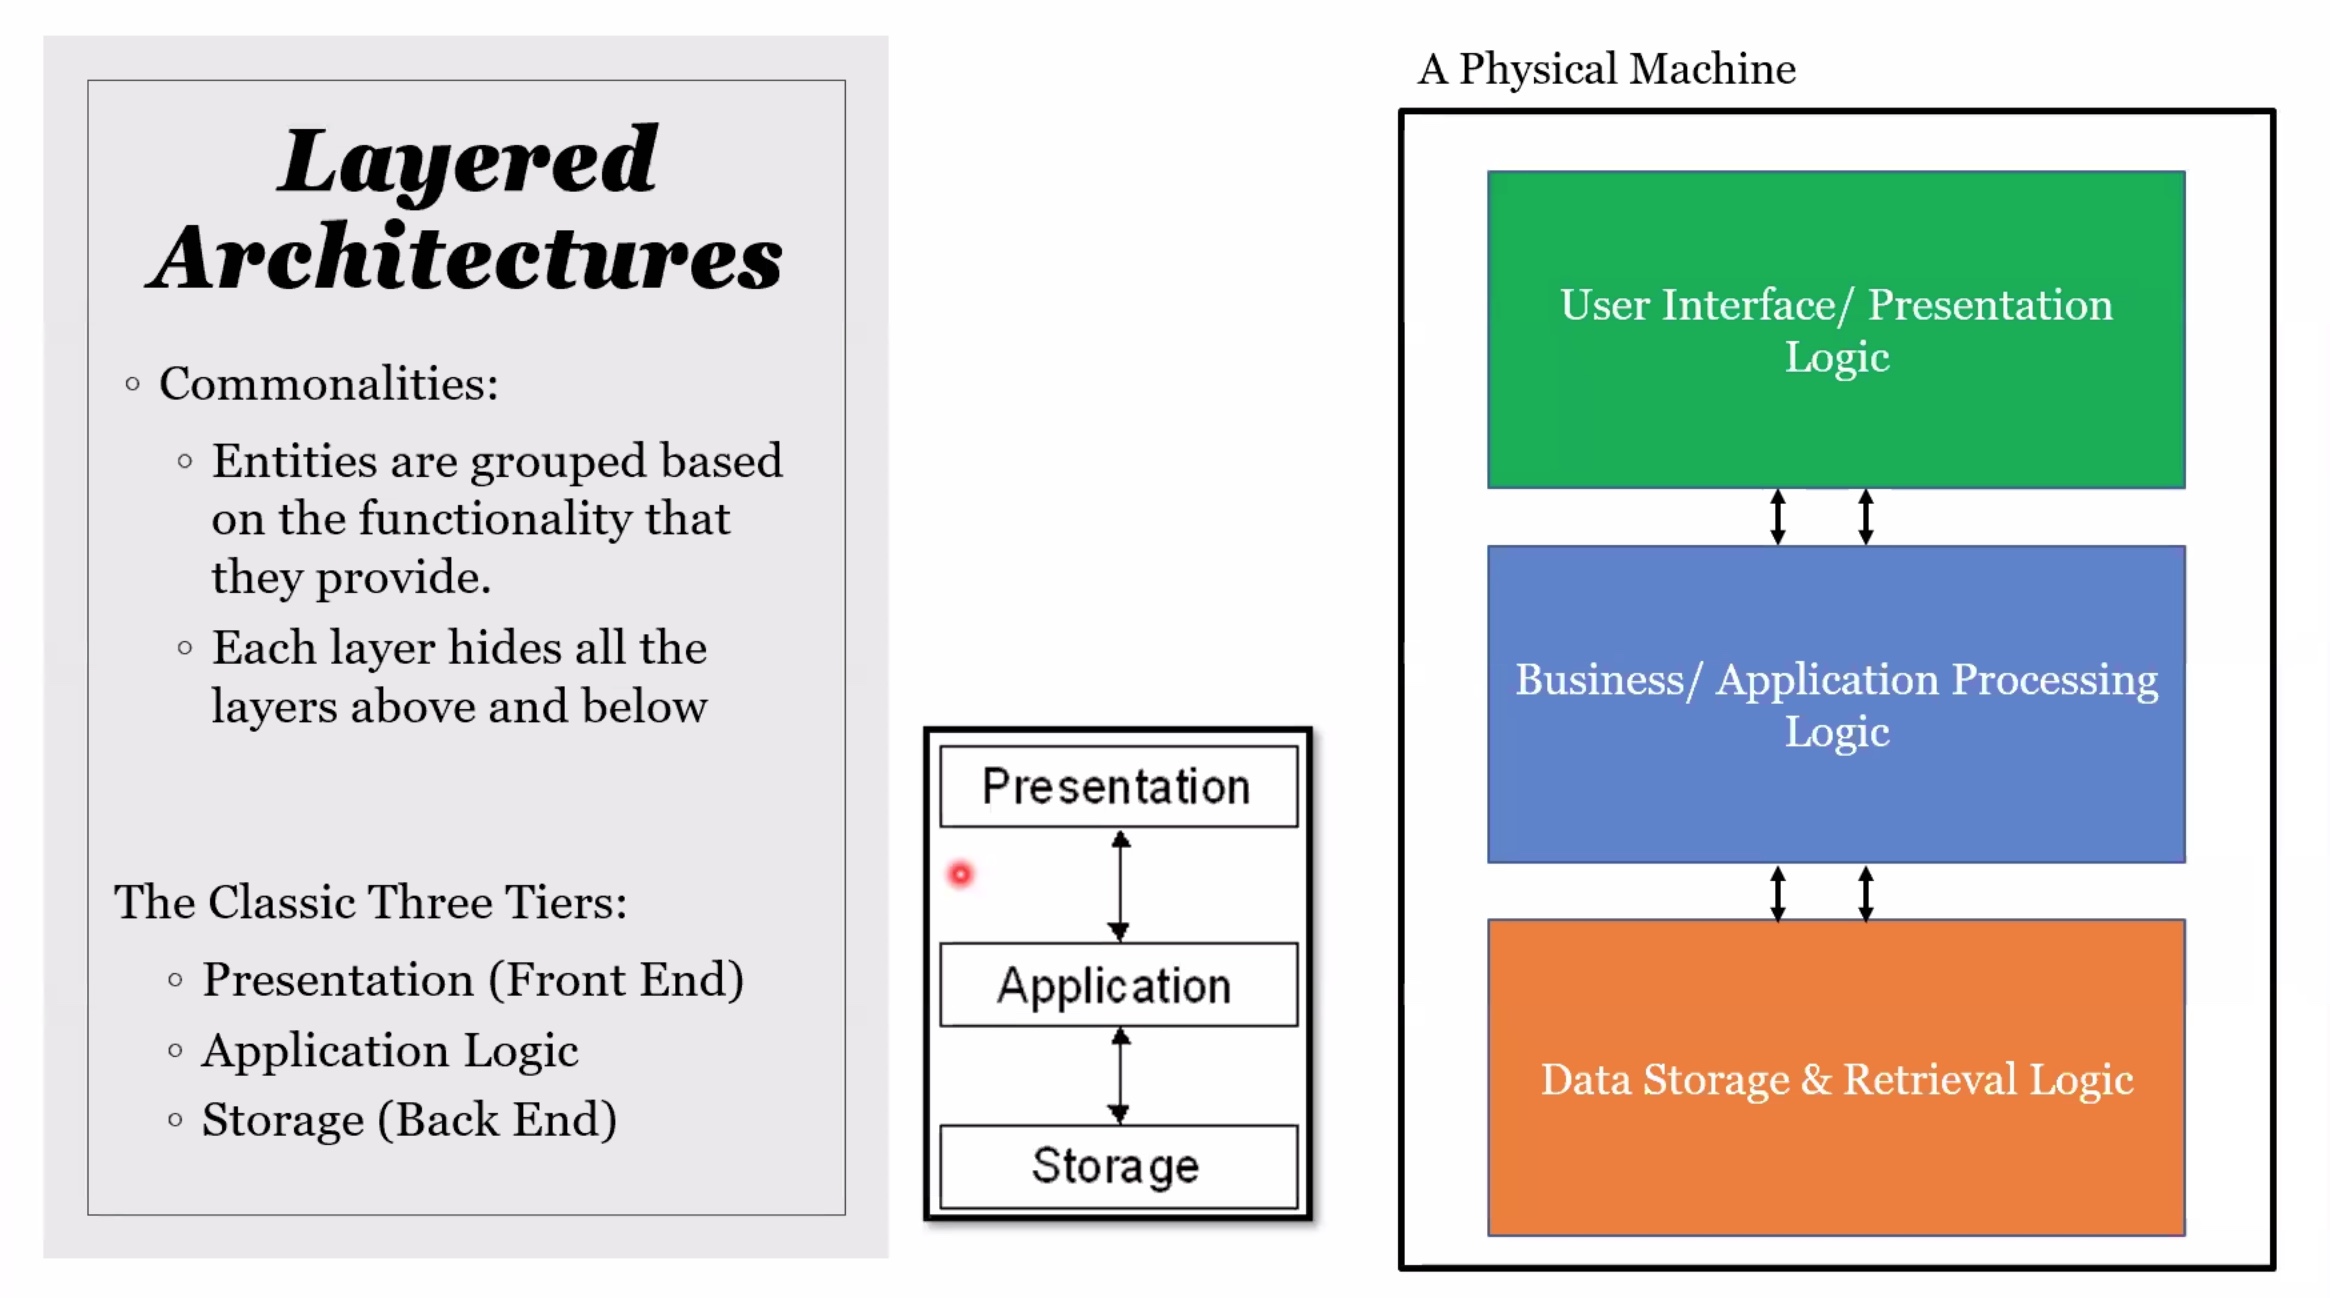 Layered
Architectures
◦ Commonalities:
◦ Entities are grouped based
on the functionality that
they provide.
◦ Each layer hides all the
layers above and below
The Classic Three Tiers:
◦ Presentation (Front End)
◦ Application Logic
◦ Storage (Back End)
Presentation
Application
Storage
A Physical Machine
User Interface/ Presentation
Logic
Business/ Application Processing
Logic
Data Storage & Retrieval Logic